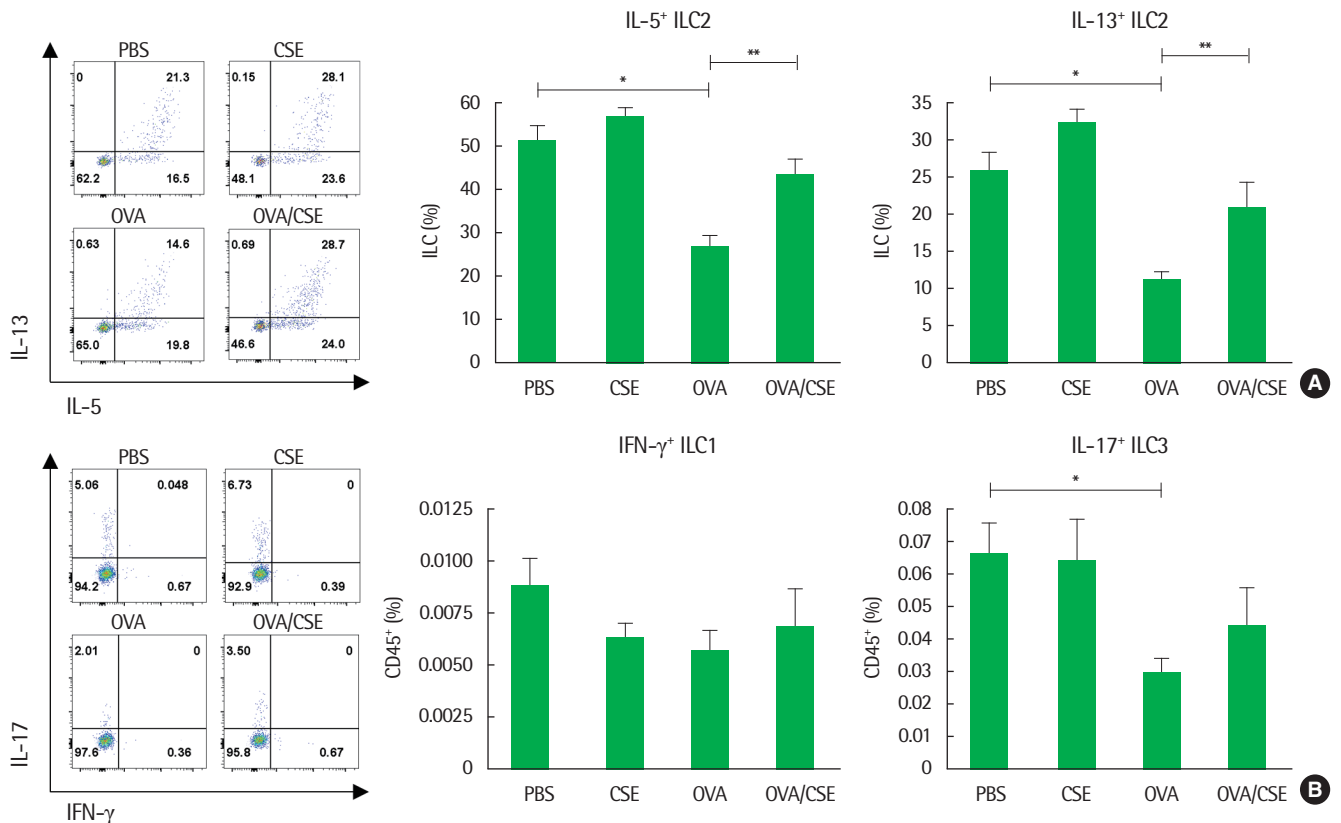 PBS CSE
0 21.3 0.15 28.1
62.2 16.5 48.1 23.6
OVA OVA/CSE
0.63 14.6 0.69 28.7
65.0 19.8 46.6 24.0
IL-13
IL-5
IL-5⁺ ILC2
* **
60
50
40
30
20
10
0
ILC (%)
PBS CSE OVA OVA/CSE
IL-13⁺ ILC2
* **
35
30
25
20
15
10
5
0
ILC (%)
PBS CSE OVA OVA/CSE
A
PBS CSE
5.06 0.048 6.73 0
94.2 0.67 92.9 0.39
OVA OVA/CSE
2.01 0 3.50 0
97.6 0.36 95.8 0.67
IL-17
IFN-γ
IFN-γ⁺ ILC1
0.0125
0.0100
0.0075
0.0050
0.0025
0
CD45⁺ (%)
PBS CSE OVA OVA/CSE
IL-17⁺ ILC3
*
0.08
0.07
0.06
0.05
0.04
0.03
0.02
0.01
0
CD45⁺ (%)
PBS CSE OVA OVA/CSE
B